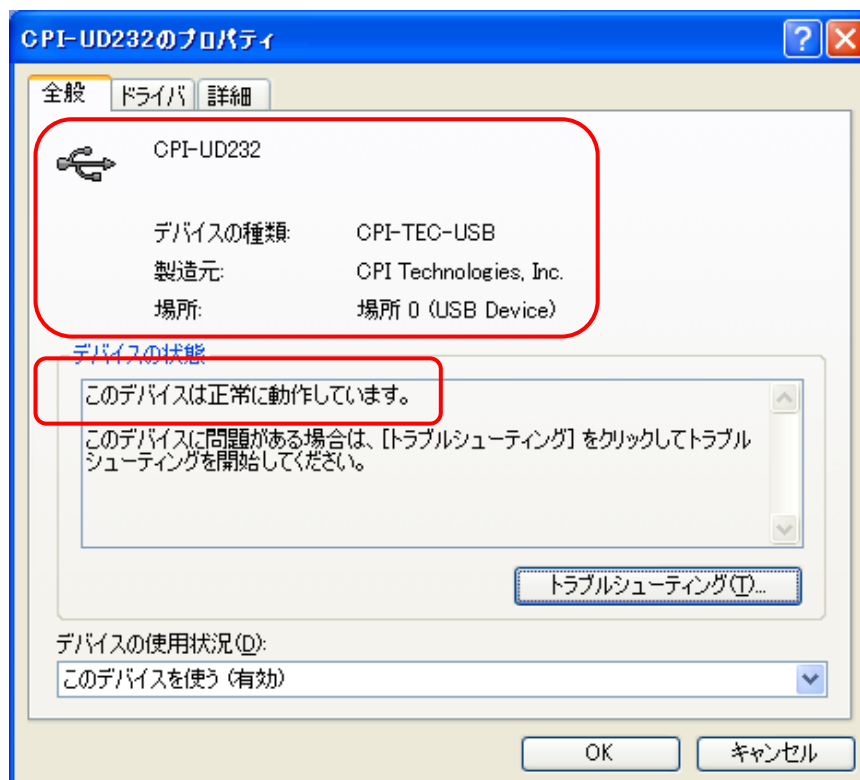 CPI-UD232のプロパティ
全般 ドライバ 詳細
CPI-UD232
デバイスの種類: CPI-TEC-USB
製造元: CPI Technologies, Inc.
場所: 場所 0 (USB Device)
デバイスの状態
このデバイスは正常に動作しています。
このデバイスに問題がある場合は、[トラブルシューティング] をクリックしてトラブル
シューティングを開始してください。
トラブルシューティング(T)...
デバイスの使用状況(D):
このデバイスを使う (有効)
OK キャンセル